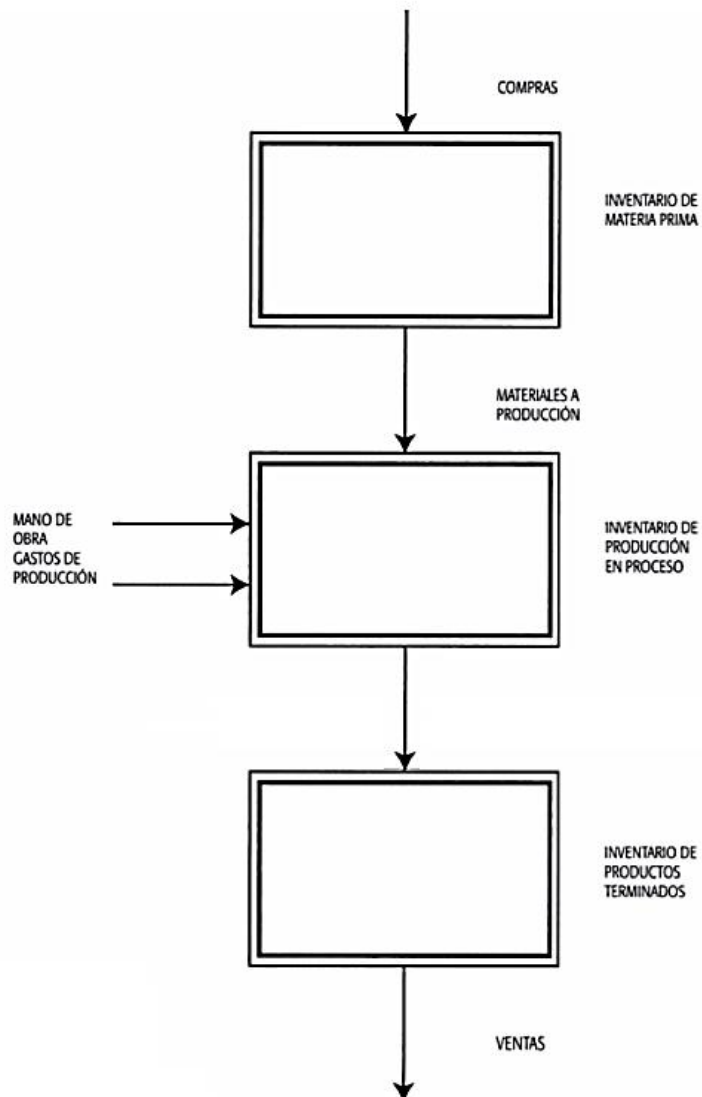 COMPRAS
INVENTARIO DE
MATERIA PRIMA
MATERIALES A
PRODUCCIÓN
MANO DE
OBRA
GASTOS DE
PRODUCCIÓN
INVENTARIO DE
PRODUCCIÓN
EN PROCESO
INVENTARIO DE
PRODUCTOS
TERMINADOS
VENTAS